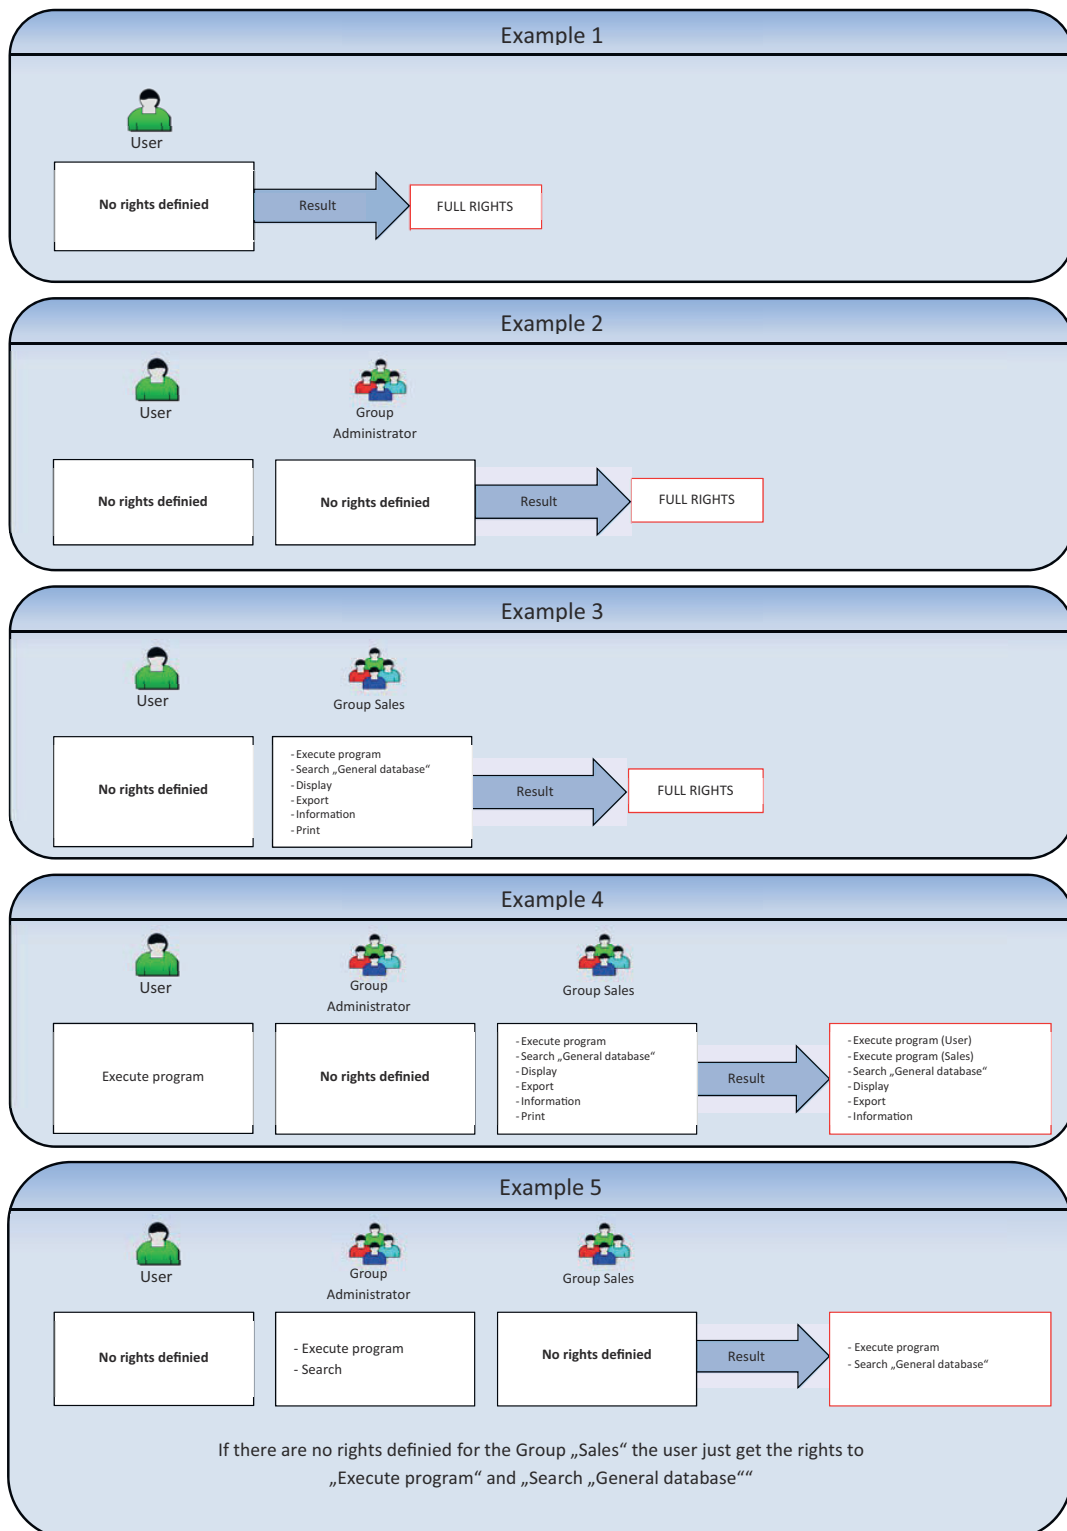 Example 1
User
No rights definied
Result
FULL RIGHTS
Example 2
User
Group
Administrator
No rights definied
No rights definied
Result
FULL RIGHTS
Example 3
User
Group Sales
No rights definied
- Execute program
- Search „General database“
- Display
- Export
- Information
- Print
Result
FULL RIGHTS
Example 4
User
Group
Administrator
Group Sales
Execute program
No rights definied
- Execute program
- Search „General database“
- Display
- Export
- Information
- Print
Result
- Execute program (User)
- Execute program (Sales)
- Search „General database“
- Display
- Export
- Information
Example 5
User
Group
Administrator
Group Sales
No rights definied
- Execute program
- Search
No rights definied
Result
- Execute program
- Search „General database“
If there are no rights definied for the Group „Sales“ the user just get the rights to
„Execute program“ and „Search „General database““